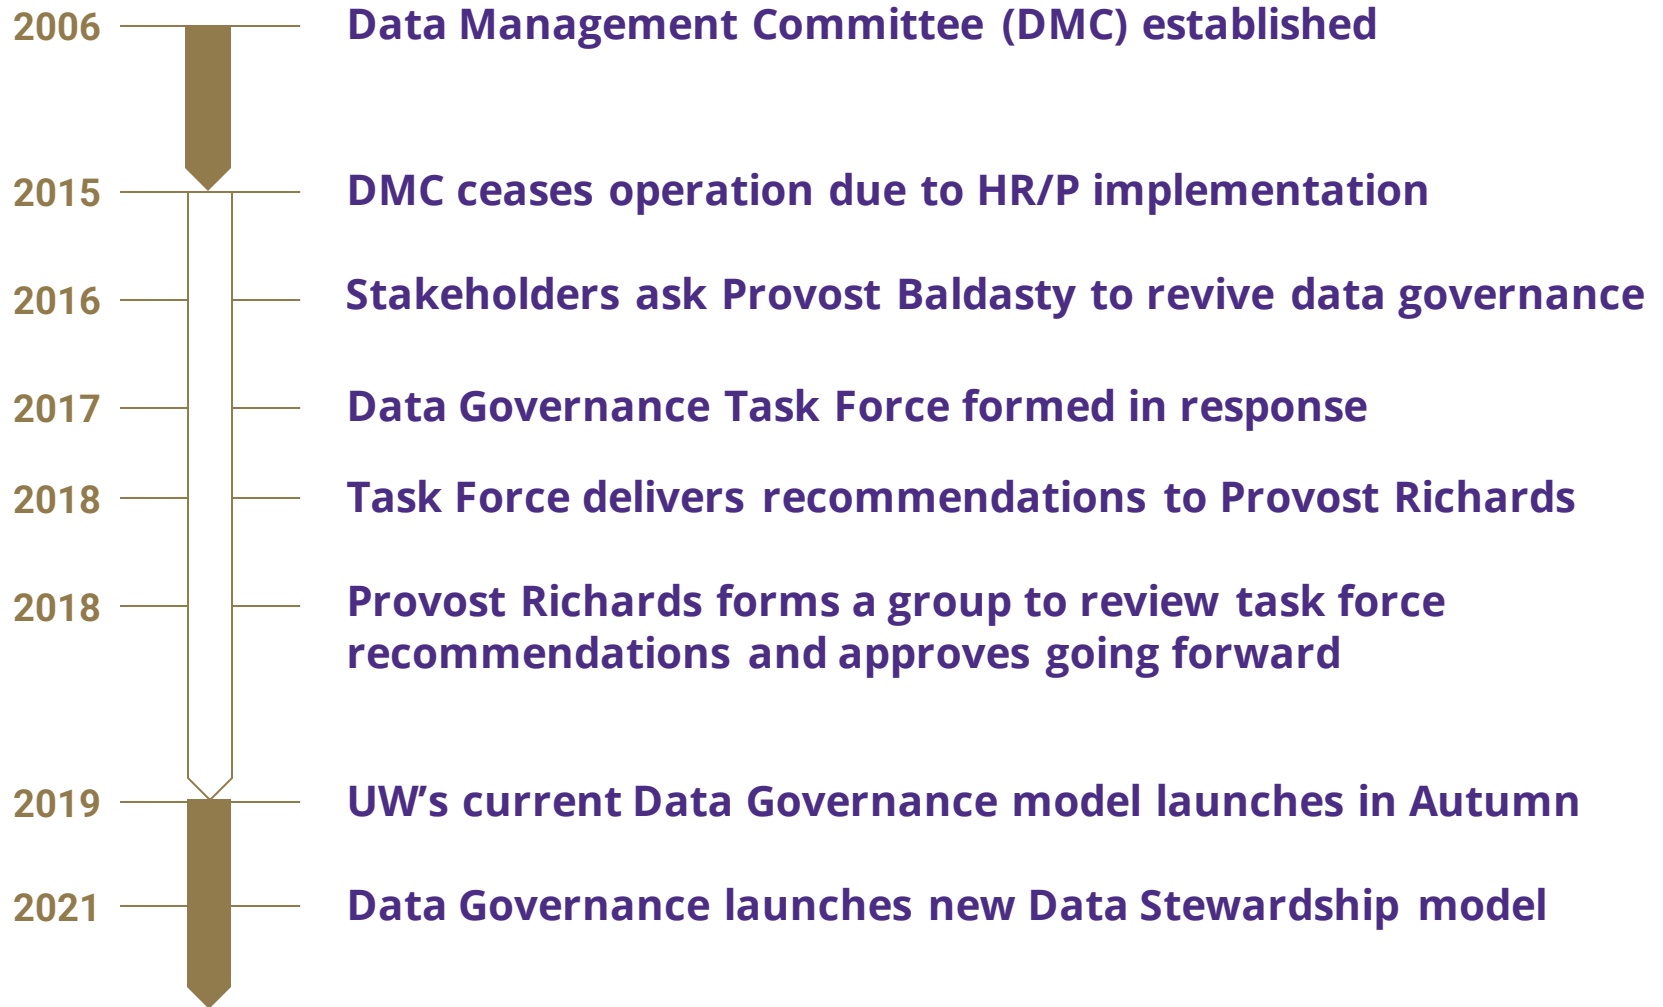 2006 Data Management Committee (DMC) established
2015 DMC ceases operation due to HR/P implementation
2016 Stakeholders ask Provost Baldasty to revive data governance
2017 Data Governance Task Force formed in response
2018 Task Force delivers recommendations to Provost Richards
2018 Provost Richards forms a group to review task force
recommendations and approves going forward
2019 UW’s current Data Governance model launches in Autumn
2021 Data Governance launches new Data Stewardship model